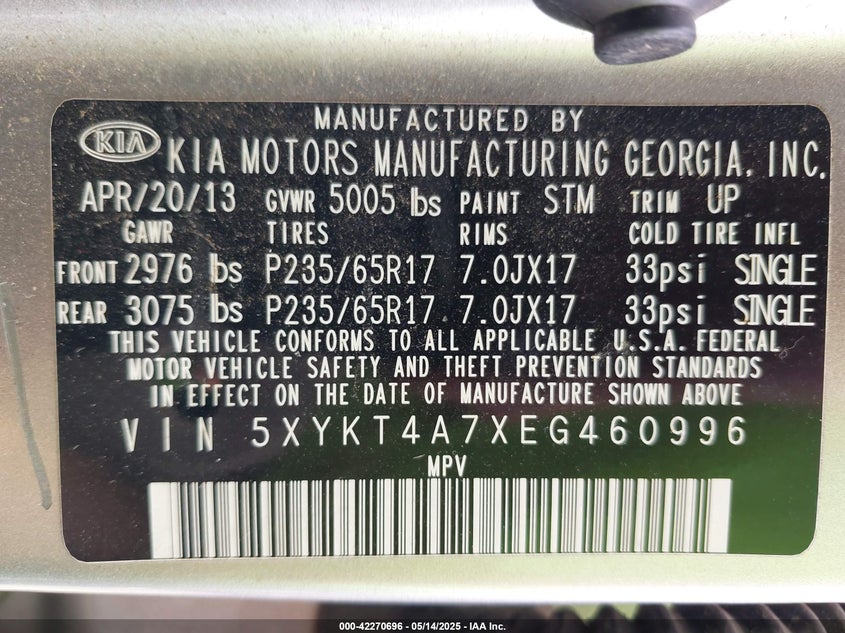 MANUFACTURED BY
KIA KIA MOTORS MANUFACTURING GEORGIA, INC.
APR/20/13 GVWR 5005 lbs PAINT STM TRIM UP
GAWR TIRES RIMS COLD TIRE INFL
FRONT 2976 lbs P235/65R17 7.0JX17 33psi SINGLE
REAR 3075 lbs P235/65R17 7.0JX17 33psi SINGLE
THIS VEHICLE CONFORMS TO ALL APPLICABLE U.S.A. FEDERAL
MOTOR VEHICLE SAFETY AND THEFT PREVENTION STANDARDS
IN EFFECT ON THE DATE OF MANUFACTURE SHOWN ABOVE
VIN 5XYKT4A7XEG460996
MPV
000-42270696 - 05/14/2025 - IAA Inc.